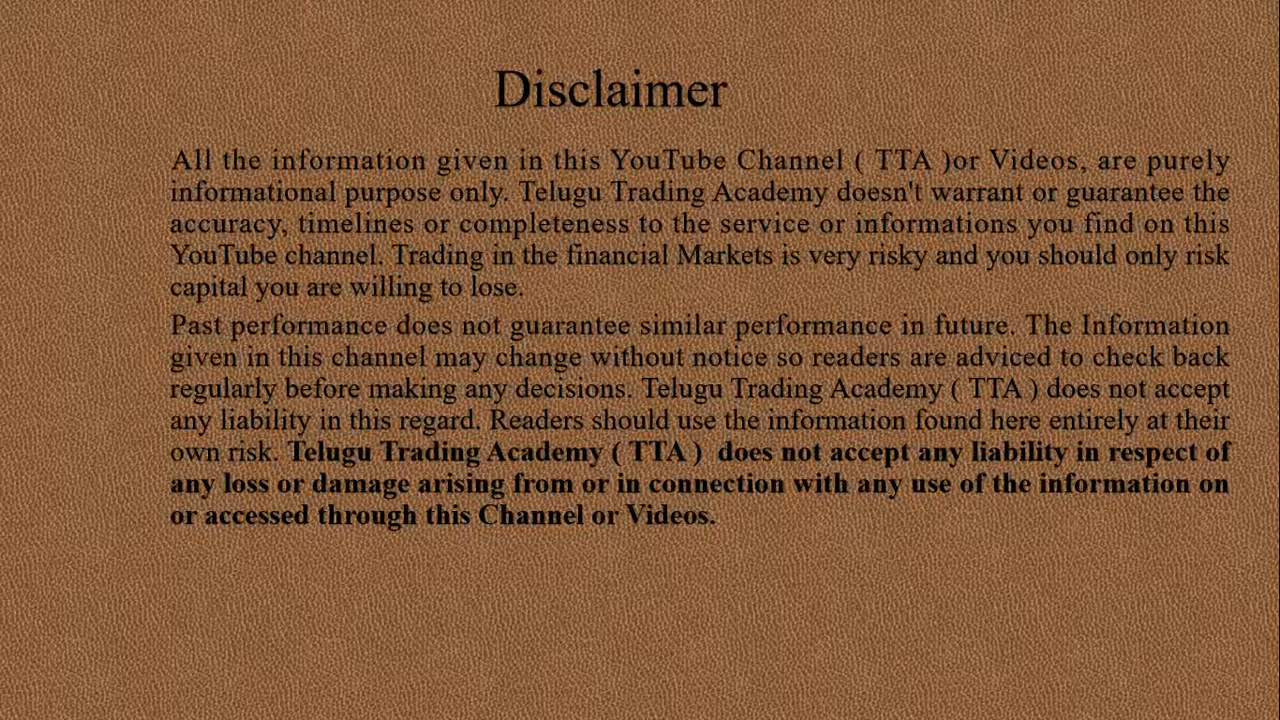 Disclaimer
All the information given in this YouTube Channel ( TTA )or Videos, are purely
informational purpose only. Telugu Trading Academy doesn't warrant or guarantee the
accuracy, timelines or completeness to the service or informations you find on this
YouTube channel. Trading in the financial Markets is very risky and you should only risk
capital you are willing to lose.
Past performance does not guarantee similar performance in future. The Information
given in this channel may change without notice so readers are adviced to check back
regularly before making any decisions. Telugu Trading Academy ( TTA ) does not accept
any liability in this regard. Readers should use the information found here entirely at their
own risk. Telugu Trading Academy ( TTA )  does not accept any liability in respect of
any loss or damage arising from or in connection with any use of the information on
or accessed through this Channel or Videos.